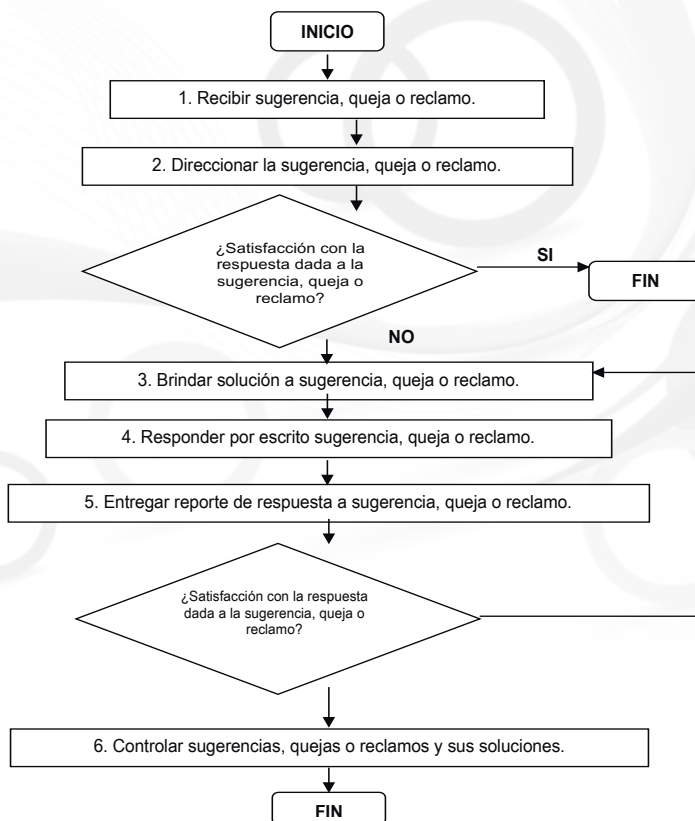 INICIO
1. Recibir sugerencia, queja o reclamo.
2. Direccionar la sugerencia, queja o reclamo.
¿Satisfacción con la
respuesta dada a la
sugerencia, queja o
reclamo?
SI
FIN
NO
3. Brindar solución a sugerencia, queja o reclamo.
4. Responder por escrito sugerencia, queja o reclamo.
5. Entregar reporte de respuesta a sugerencia, queja o reclamo.
¿Satisfacción con la respuesta
dada a la sugerencia, queja o
reclamo?
6. Controlar sugerencias, quejas o reclamos y sus soluciones.
FIN